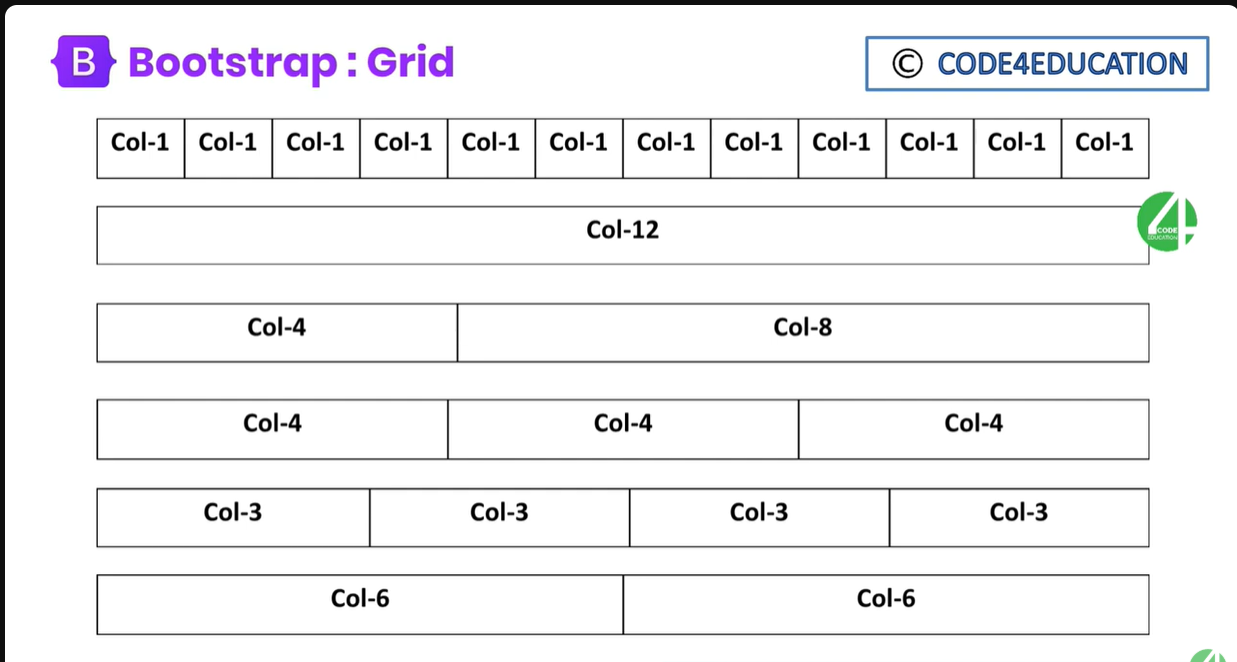 B Bootstrap : Grid
© CODE4EDUCATION
Col-1 Col-1 Col-1 Col-1 Col-1 Col-1 Col-1 Col-1 Col-1 Col-1 Col-1 Col-1
Col-12
4
CODE
EDUCATION
Col-4 Col-8
Col-4 Col-4 Col-4
Col-3 Col-3 Col-3 Col-3
Col-6 Col-6